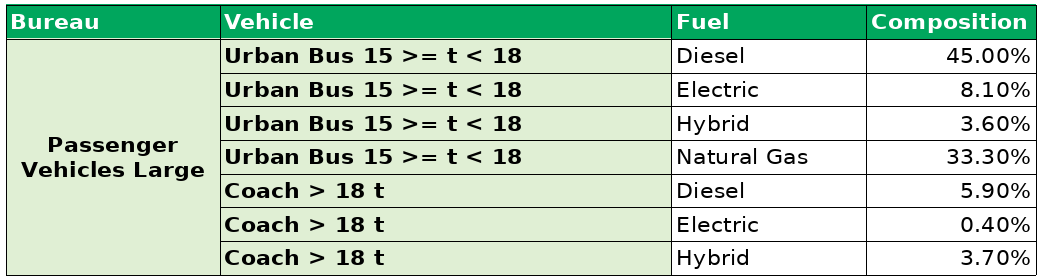 Bureau Vehicle Fuel Composition
Urban Bus 15 >= t < 18 Diesel 45.00%
Urban Bus 15 >= t < 18 Electric 8.10%
Urban Bus 15 >= t < 18 Hybrid 3.60%
Passenger
Vehicles Large
Urban Bus 15 >= t < 18 Natural Gas 33.30%
Coach > 18 t Diesel 5.90%
Coach > 18 t Electric 0.40%
Coach > 18 t Hybrid 3.70%